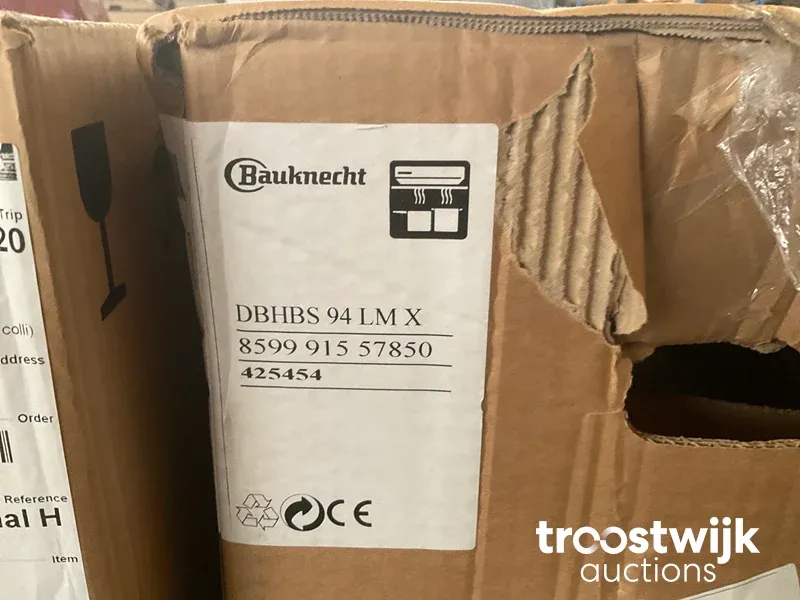 Trip
20
colli)
ddress
Order
Reference
al H
Item
Bauknecht
DBHBS 94 LM X
8599 915 57850
425454
CE
troostwijk
auctions